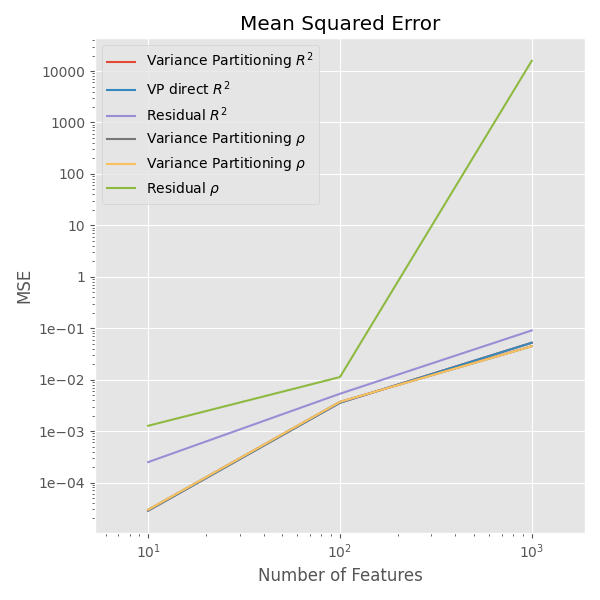 Mean Squared Error
Variance Partitioning R²
VP direct R²
Residual R²
Variance Partitioning ρ
Variance Partitioning ρ
Residual ρ
10000
1000
100
10
1
1e−01
1e−02
1e−03
1e−04
MSE
10¹ 10² 10³
Number of Features